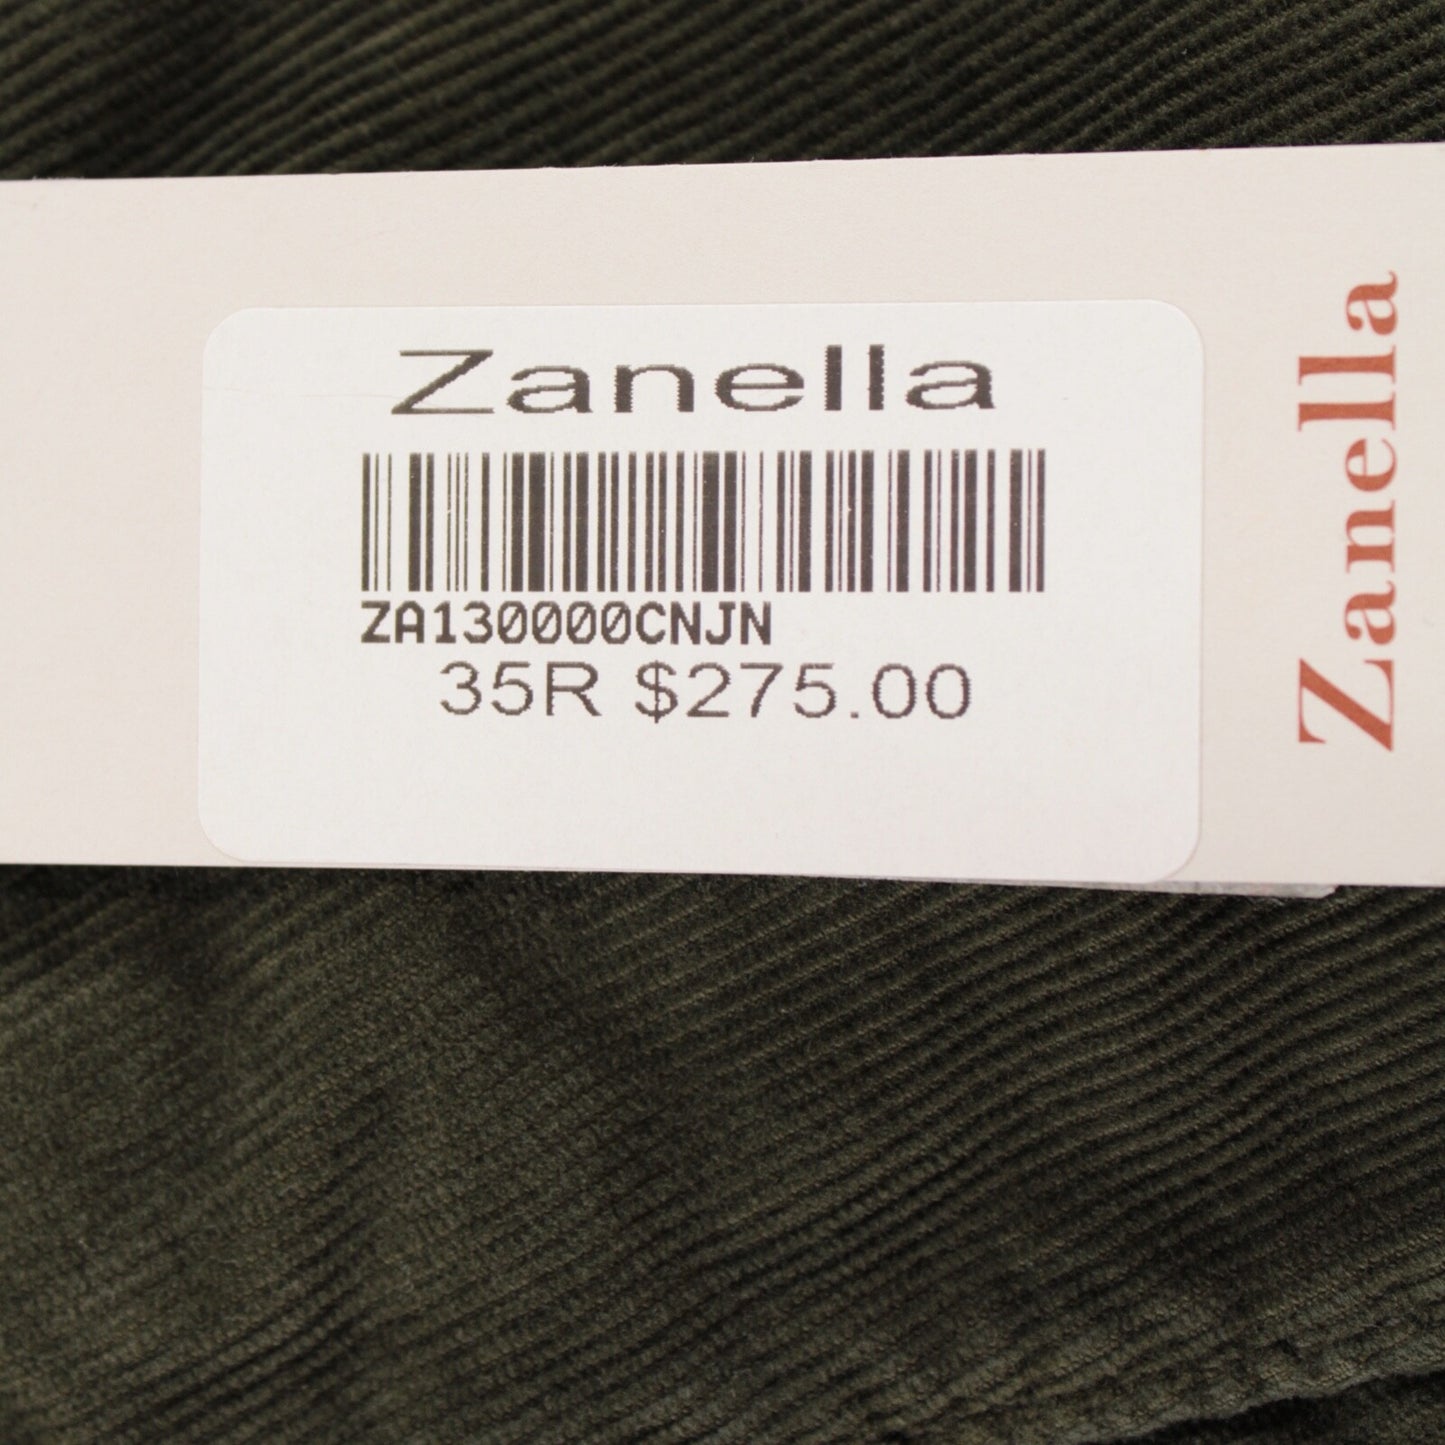 Zanella
ZA130000CNJN
35R $275.00
Zanella